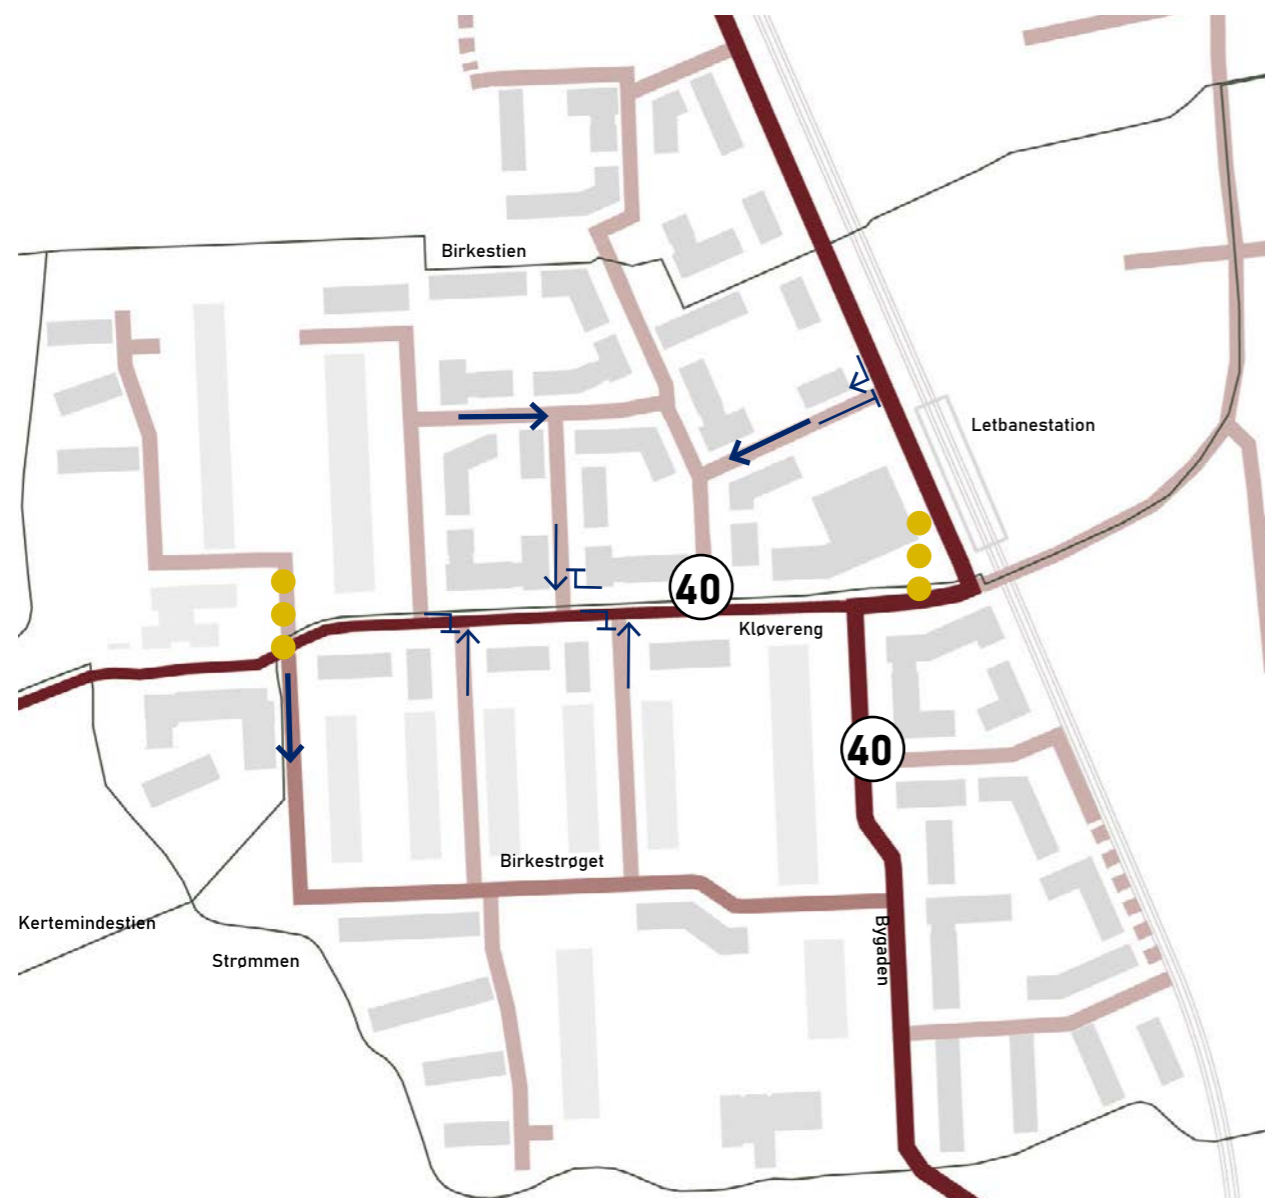 Birkestien
Letbanestation
40
Kløvereng
40
Birkestrøget
Kertemindestien
Bygaden
Strømmen